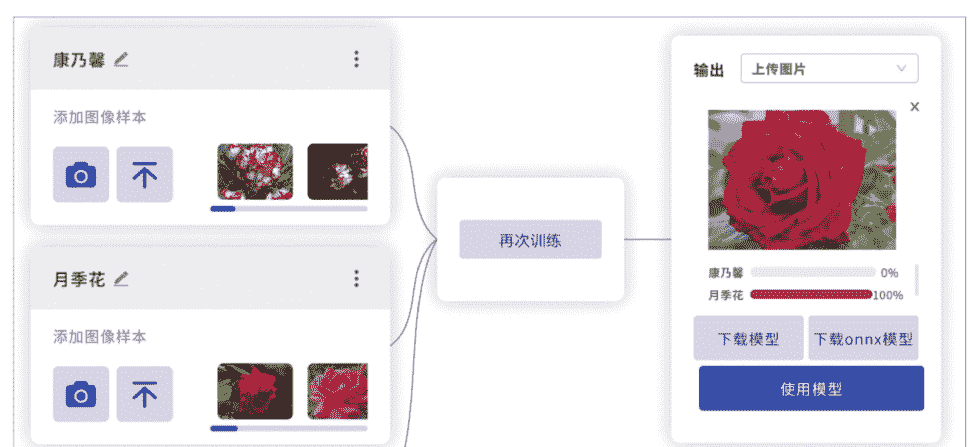 康乃馨
添加图像样本
月季花
添加图像样本
再次训练
输出 上传图片
x
康乃馨 0%
月季花 100%
下载模型 下载onnx模型
使用模型